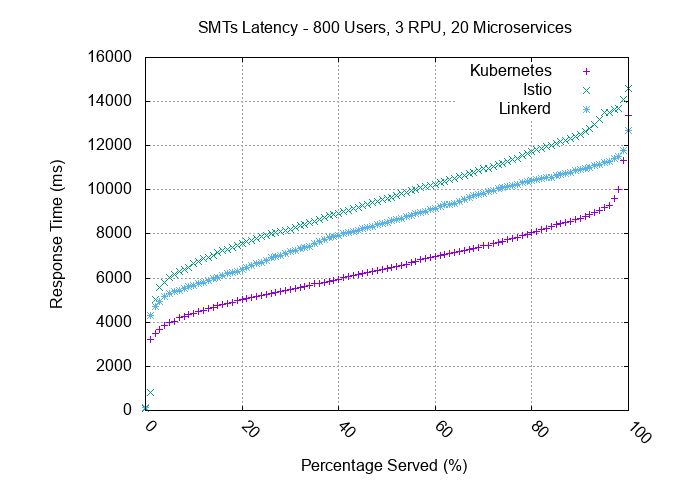 SMTs Latency - 800 Users, 3 RPU, 20 Microservices
16000
14000
12000
10000
8000
6000
4000
2000
0
Response Time (ms)
Kubernetes
Istio
Linkerd
0 20 40 60 80 100
Percentage Served (%)